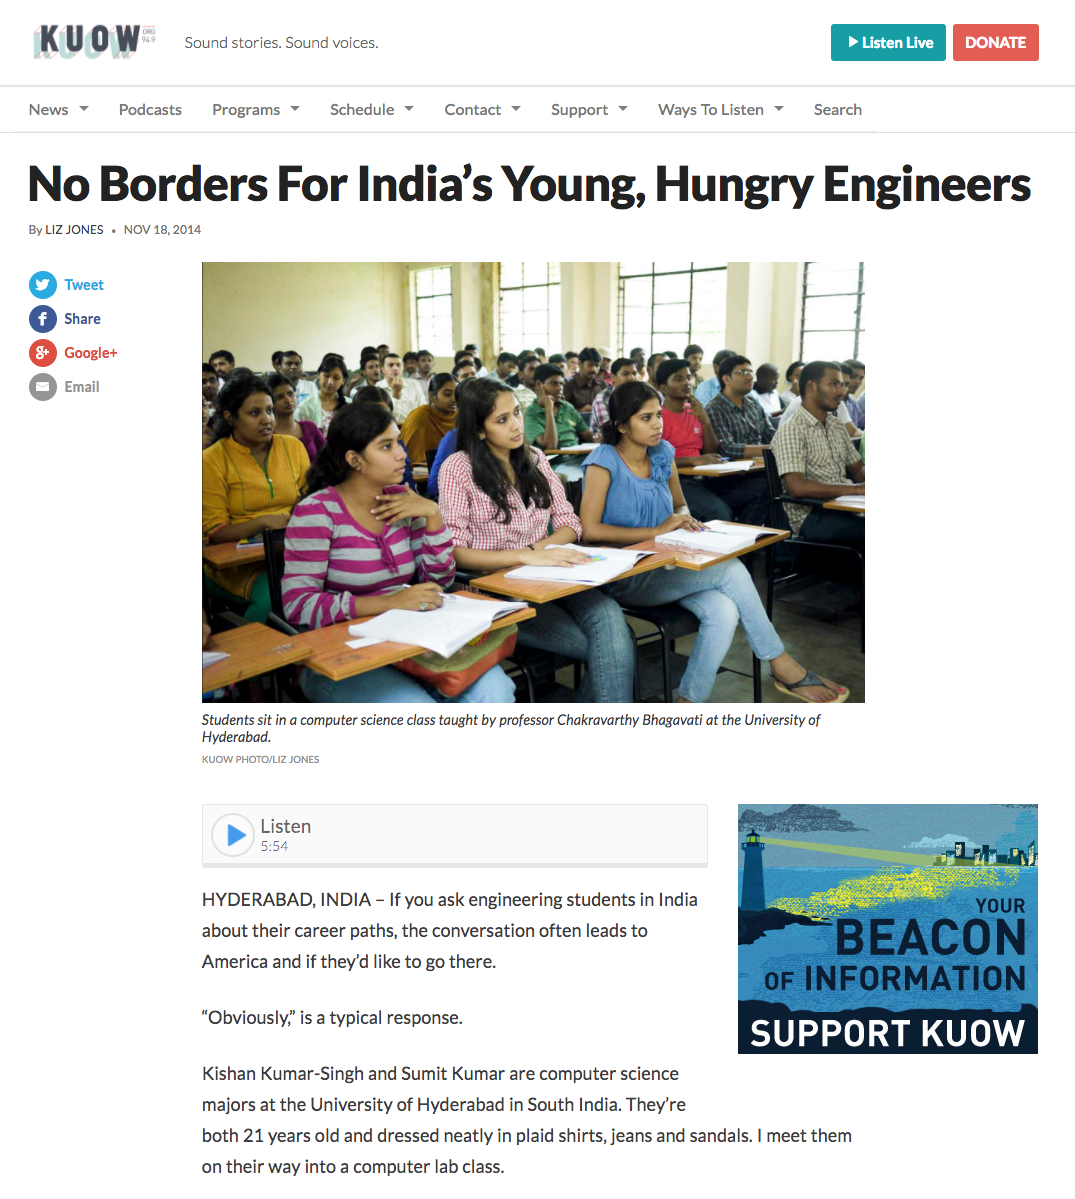 KUOW
.ORG
94.9
Sound stories. Sound voices.
Listen Live
DONATE
News
Podcasts
Programs
Schedule
Contact
Support
Ways To Listen
Search
No Borders For India’s Young, Hungry Engineers
By LIZ JONES • NOV 18, 2014
Tweet
Share
Google+
Email
Students sit in a computer science class taught by professor Chakravarthy Bhagavati at the University of
Hyderabad.
KUOW PHOTO/LIZ JONES
Listen
5:54
HYDERABAD, INDIA – If you ask engineering students in India
about their career paths, the conversation often leads to
America and if they’d like to go there.
“Obviously,” is a typical response.
Kishan Kumar-Singh and Sumit Kumar are computer science
majors at the University of Hyderabad in South India. They’re
both 21 years old and dressed neatly in plaid shirts, jeans and sandals. I meet them
on their way into a computer lab class.
YOUR
BEACON
OF INFORMATION
SUPPORT KUOW